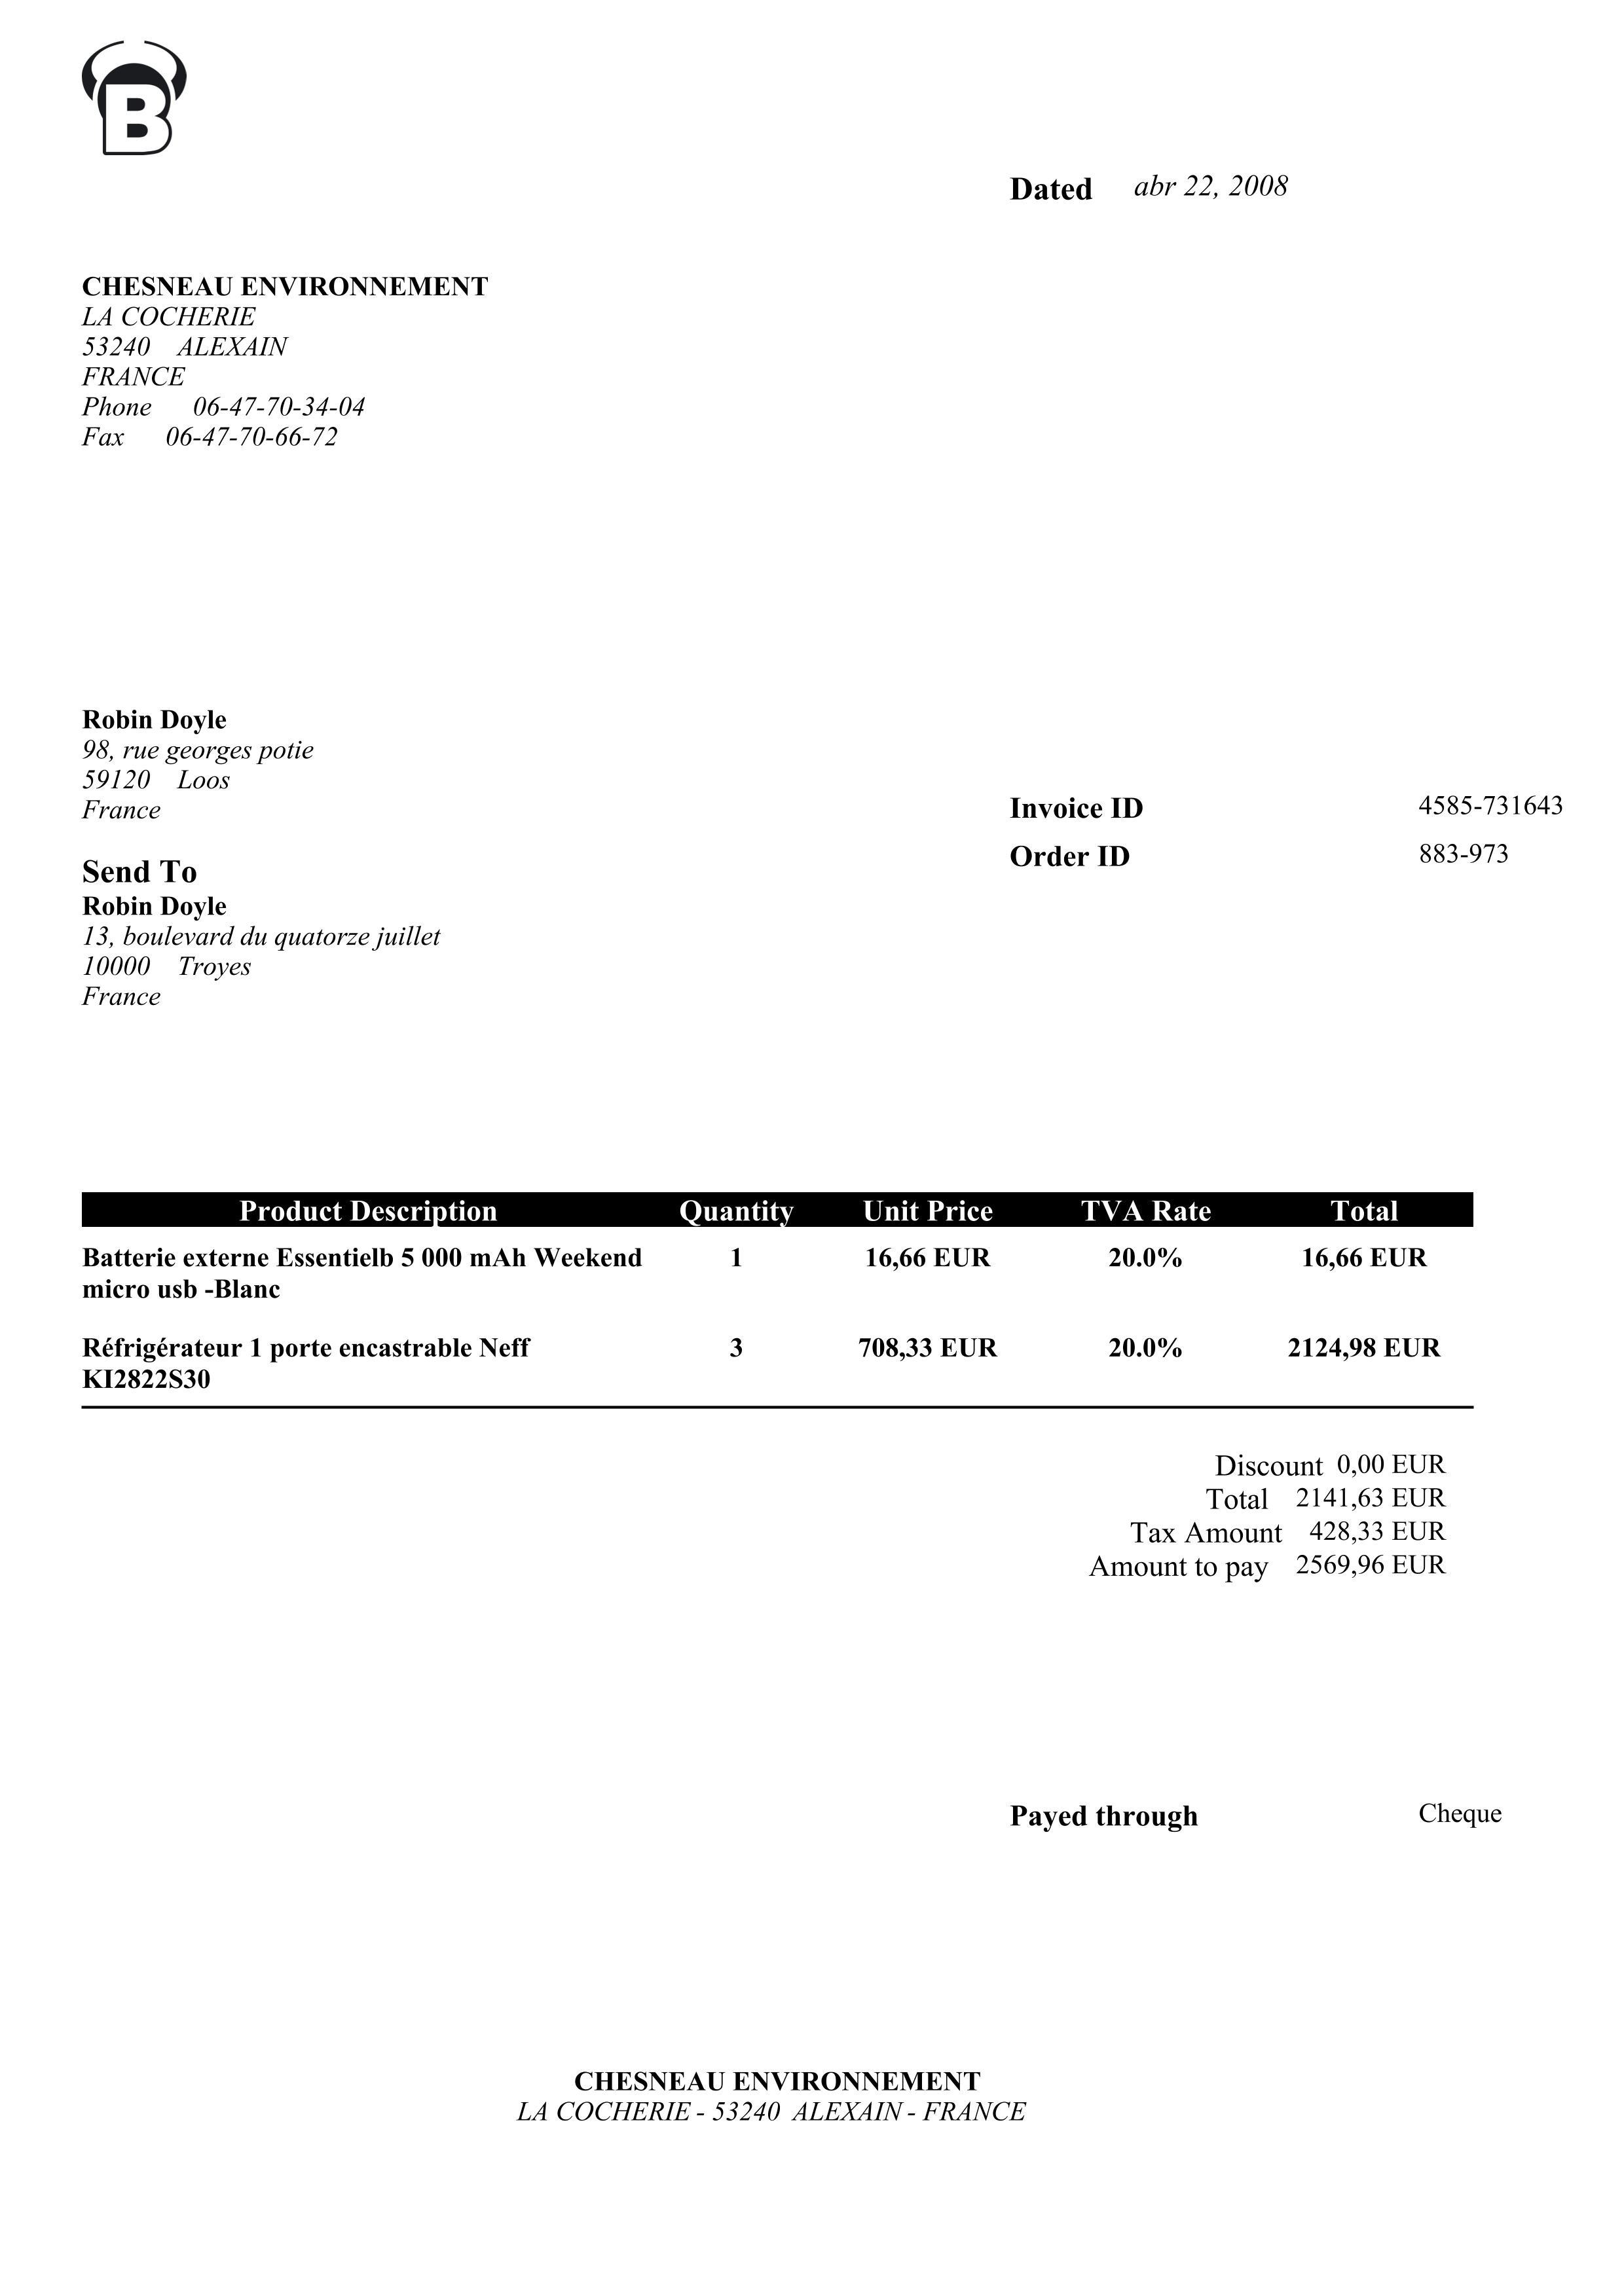 B
Dated abr 22, 2008
CHESNEAU ENVIRONNEMENT
LA COCHERIE
53240 ALEXAIN
FRANCE
Phone 06-47-70-34-04
Fax 06-47-70-66-72
Robin Doyle
98, rue georges potie
59120 Loos
France
Invoice ID 4585-731643
Order ID 883-973
Send To
Robin Doyle
13, boulevard du quatorze juillet
10000 Troyes
France
Product Description Quantity Unit Price TVA Rate Total
Batterie externe Essentielb 5 000 mAh Weekend 1 16,66 EUR 20.0% 16,66 EUR
micro usb -Blanc
Réfrigérateur 1 porte encastrable Neff 3 708,33 EUR 20.0% 2124,98 EUR
KI2822S30
Discount 0,00 EUR
Total 2141,63 EUR
Tax Amount 428,33 EUR
Amount to pay 2569,96 EUR
Payed through Cheque
CHESNEAU ENVIRONNEMENT
LA COCHERIE - 53240 ALEXAIN - FRANCE